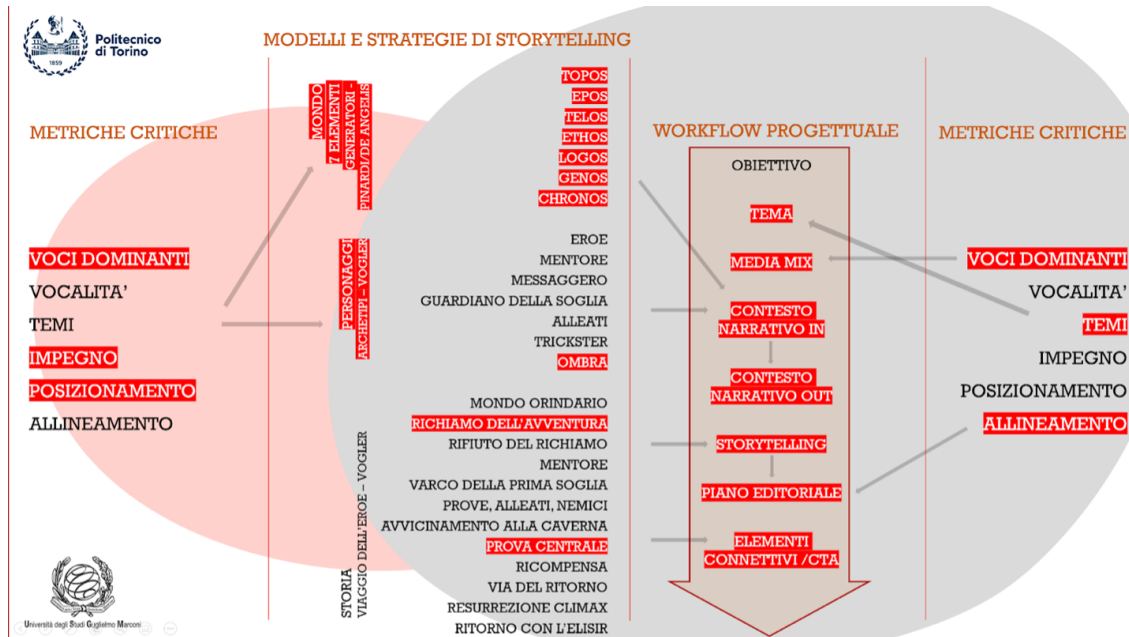 1859
Politecnico
di Torino
MODELLI E STRATEGIE DI STORYTELLING
METRICHE CRITICHE
VOCI DOMINANTI
VOCALITA’
TEMI
IMPEGNO
POSIZIONAMENTO
ALLINEAMENTO
MONDO
7 ELEMENTI
GENERATORI -
PINARDI/DE ANGELIS
TOPOS
EPOS
TELOS
ETHOS
LOGOS
GENOS
CHRONOS
PERSONAGGI
ARCHETIPI – VOGLER
EROE
MENTORE
MESSAGGERO
GUARDIANO DELLA SOGLIA
ALLEATI
TRICKSTER
OMBRA
STORIA
VIAGGIO DELL’EROE – VOGLER
MONDO ORINDARIO
RICHIAMO DELL’AVVENTURA
RIFIUTO DEL RICHIAMO
MENTORE
VARCO DELLA PRIMA SOGLIA
PROVE, ALLEATI, NEMICI
AVVICINAMENTO ALLA CAVERNA
PROVA CENTRALE
RICOMPENSA
VIA DEL RITORNO
RESURREZIONE CLIMAX
RITORNO CON L’ELISIR
WORKFLOW PROGETTUALE
OBIETTIVO
TEMA
MEDIA MIX
CONTESTO
NARRATIVO IN
CONTESTO
NARRATIVO OUT
STORYTELLING
PIANO EDITORIALE
ELEMENTI
CONNETTIVI /CTA
METRICHE CRITICHE
VOCI DOMINANTI
VOCALITA’
TEMI
IMPEGNO
POSIZIONAMENTO
ALLINEAMENTO
Università degli Studi Guglielmo Marconi